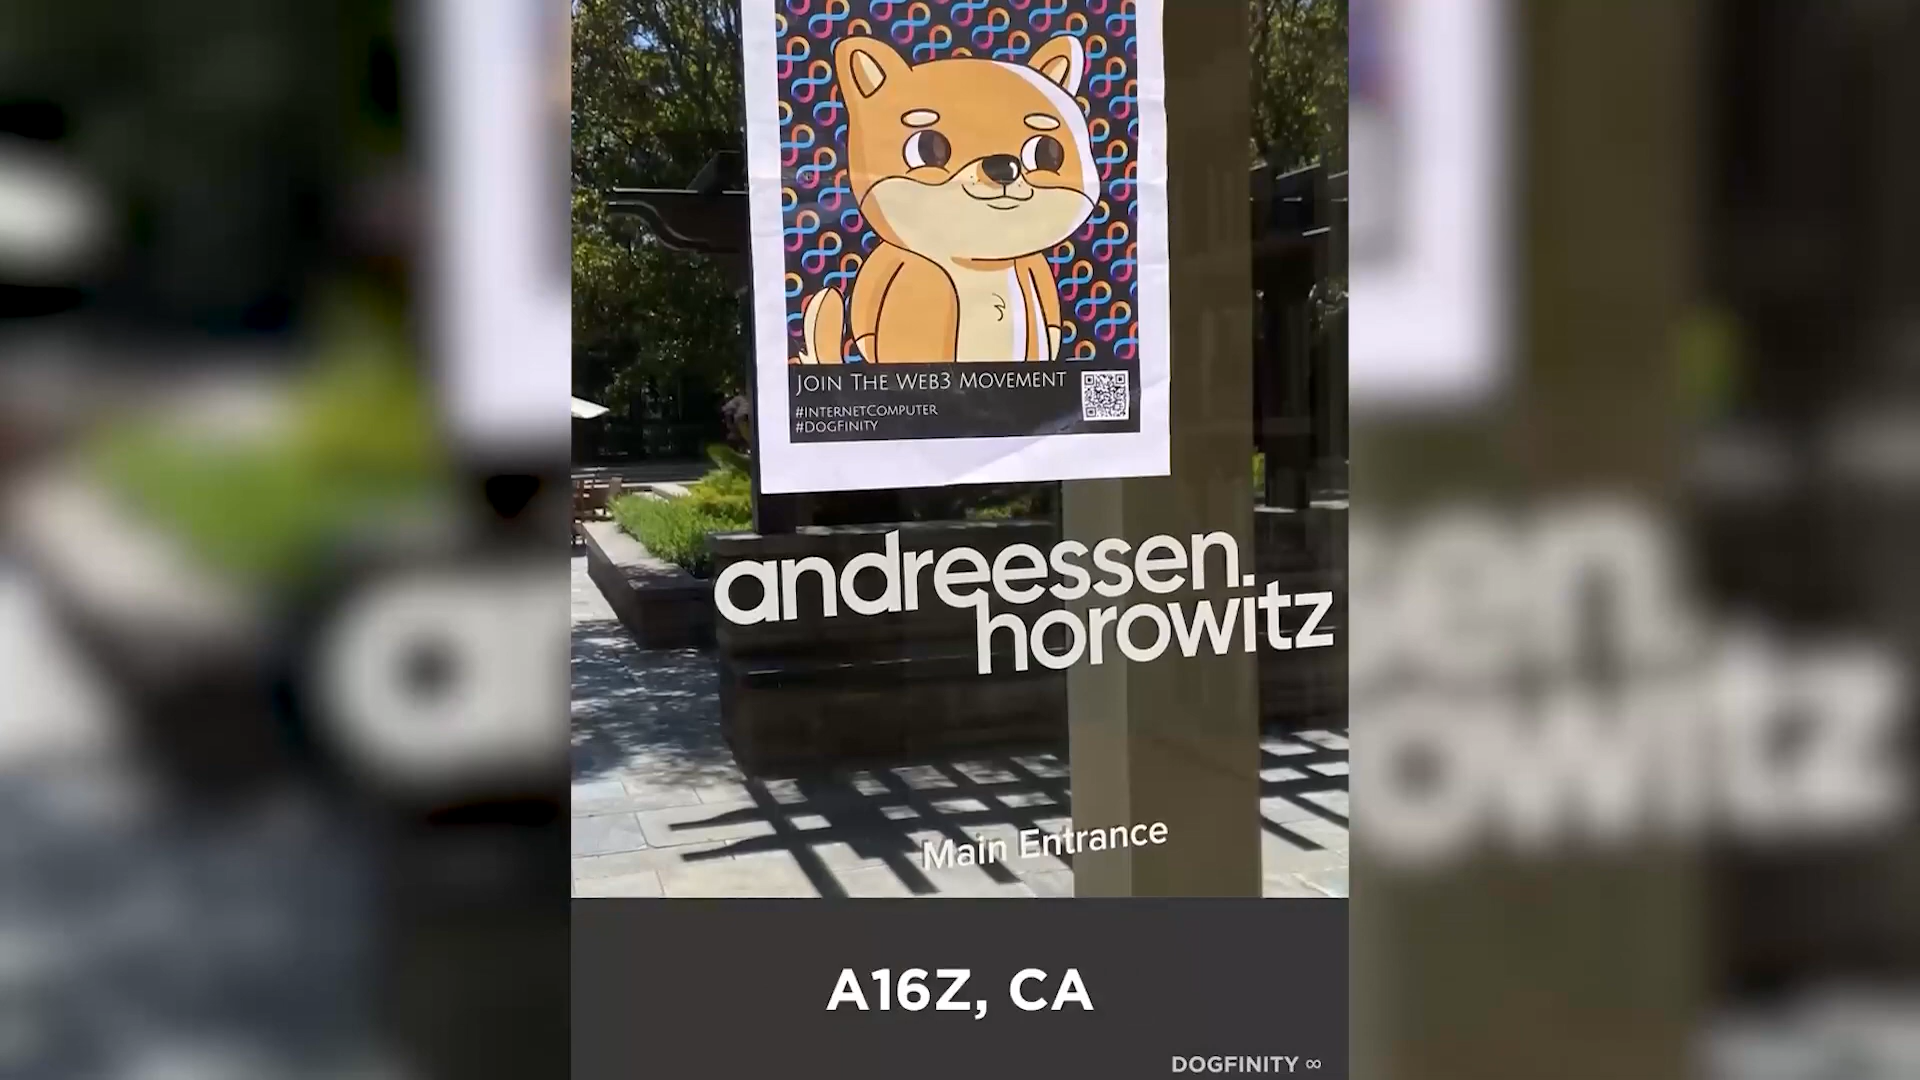 JOIN THE WEB3 MOVEMENT
#INTERNETCOMPUTER
#DOGFINITY
andreessen.
horowitz
Main Entrance
A16Z, CA
DOGFINITY ∞